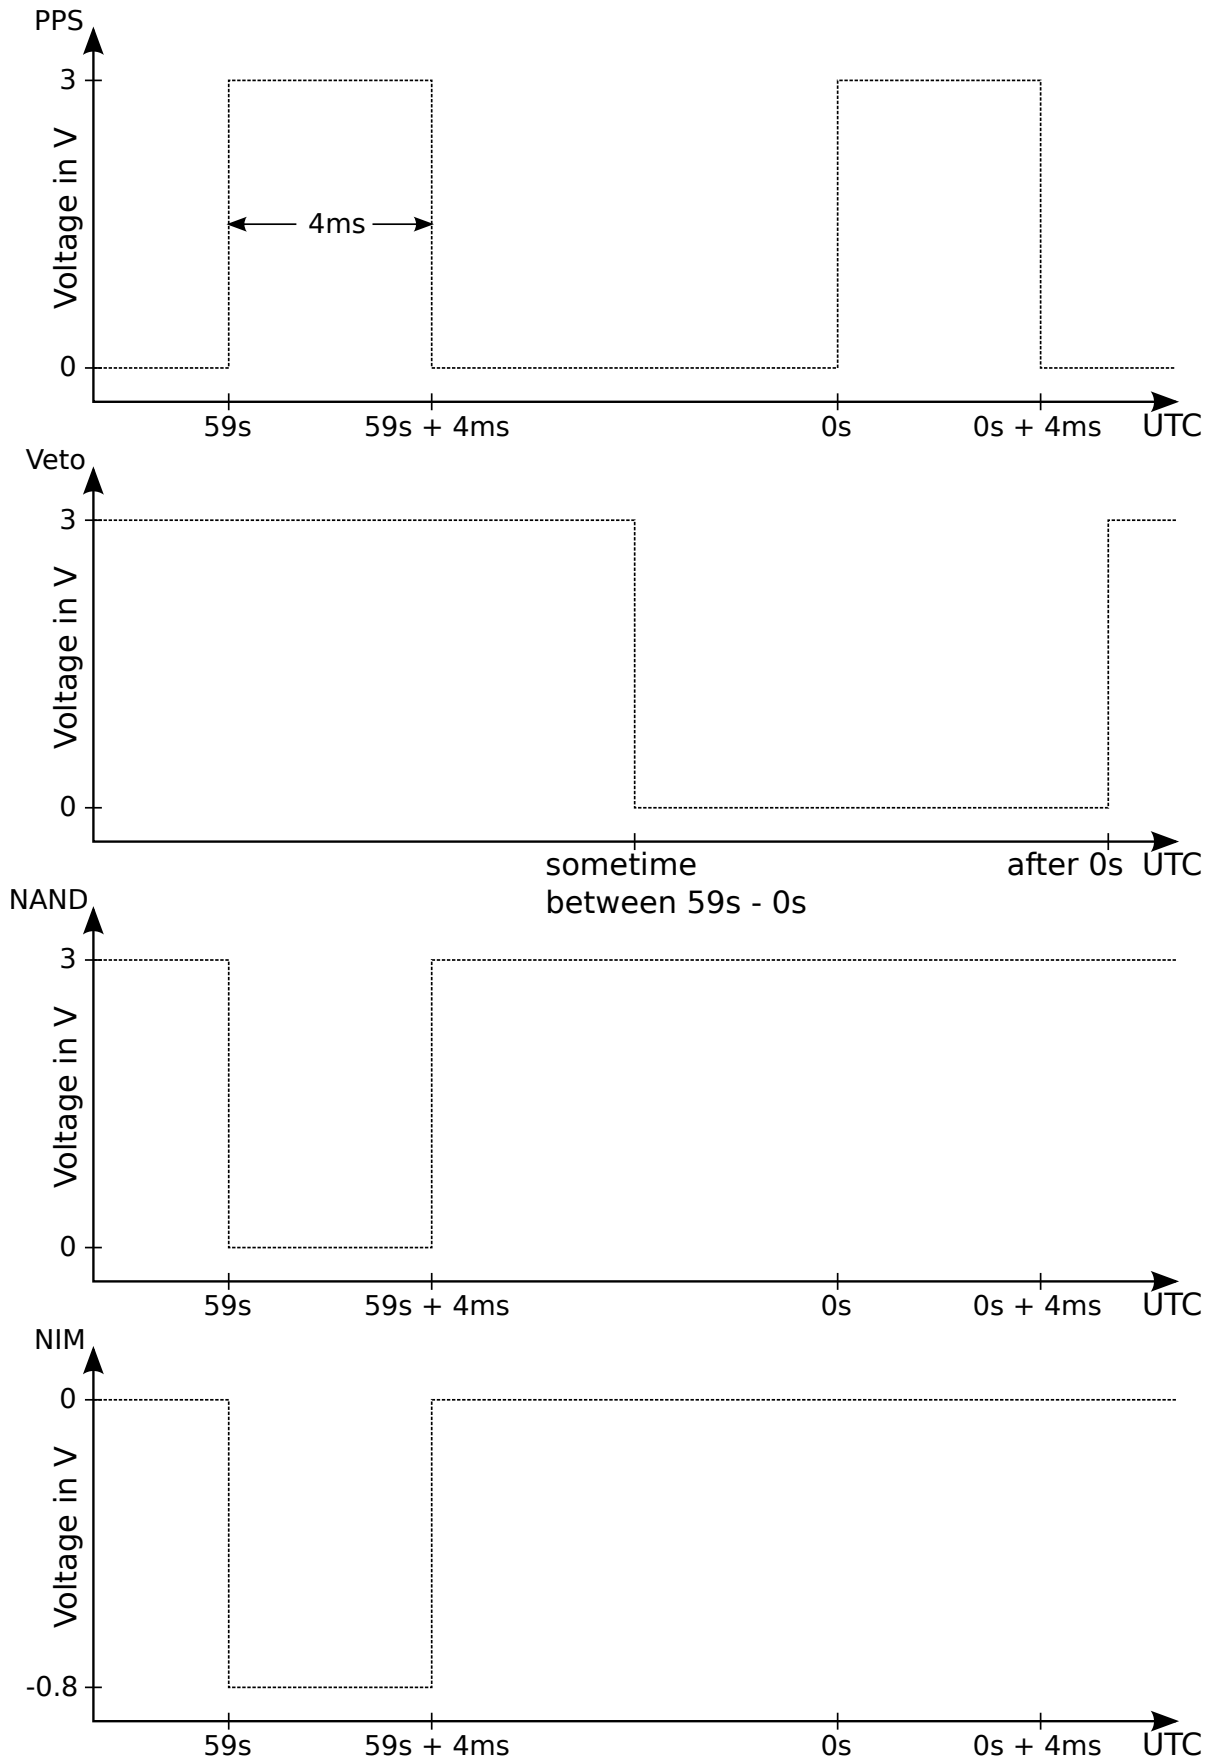 PPS
3
Voltage in V
4ms
0
59s
59s + 4ms
0s
0s + 4ms
UTC
Veto
3
Voltage in V
0
sometime
between 59s - 0s
after 0s
UTC
NAND
3
Voltage in V
0
59s
59s + 4ms
0s
0s + 4ms
UTC
NIM
0
Voltage in V
-0.8
59s
59s + 4ms
0s
0s + 4ms
UTC